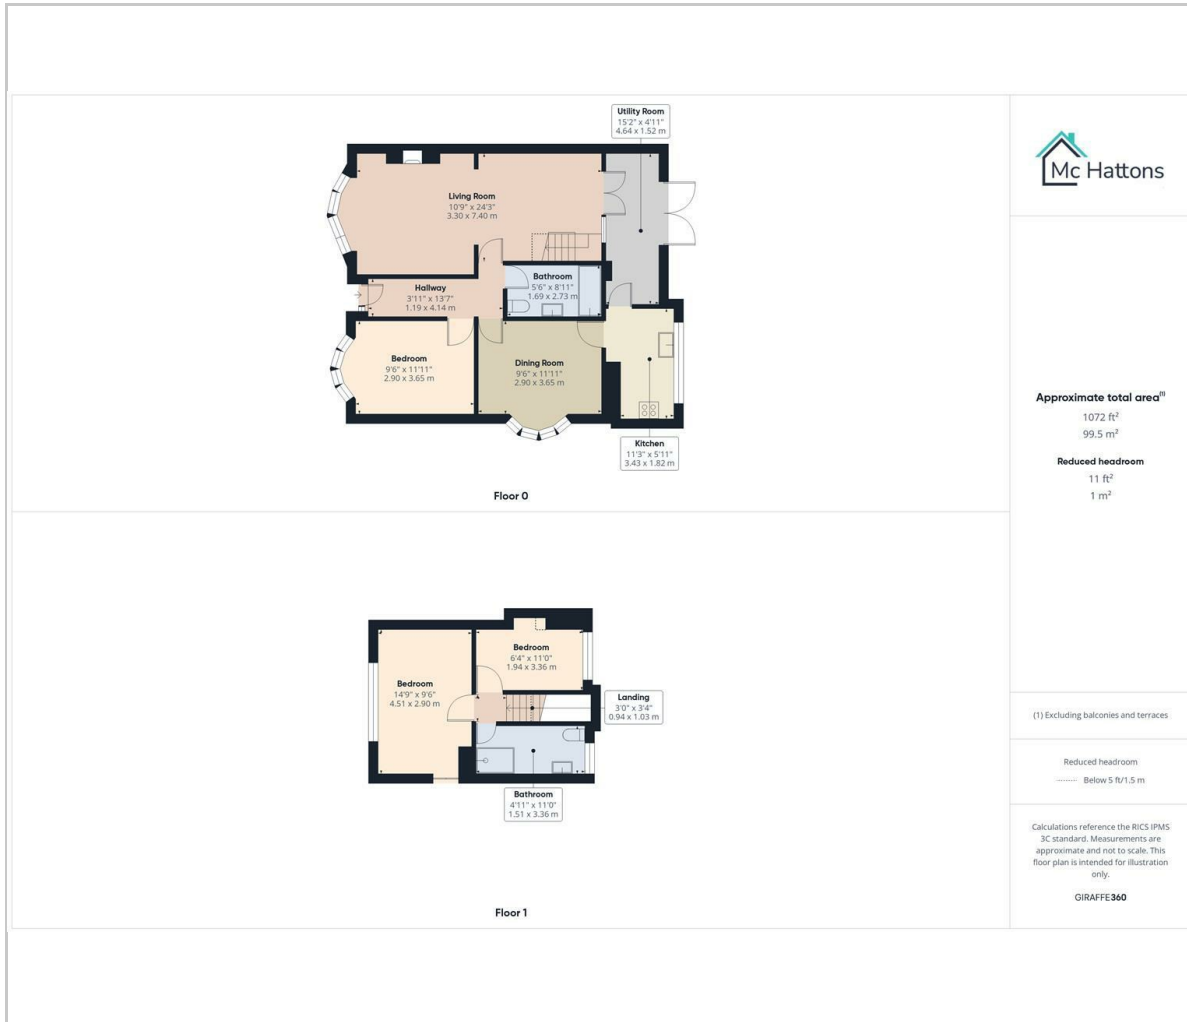 Utility Room
15'2" x 4'11"
4.64 x 1.52 m
Living Room
10'9" x 24'3"
3.30 x 7.40 m
Bathroom
5'6" x 8'11"
1.69 x 2.73 m
Hallway
3'11" x 13'7"
1.19 x 4.14 m
Bedroom
9'6" x 11'11"
2.90 x 3.65 m
Dining Room
9'6" x 11'11"
2.90 x 3.65 m
Kitchen
11'3" x 5'11"
3.43 x 1.82 m
Floor 0
Bedroom
6'4" x 11'0"
1.94 x 3.36 m
Bedroom
14'9" x 9'6"
4.51 x 2.90 m
Landing
3'0" x 3'4"
0.94 x 1.03 m
Bathroom
4'11" x 11'0"
1.51 x 3.36 m
Floor 1
Mc Hattons
Approximate total area(1)
1072 ft²
99.5 m²
Reduced headroom
11 ft²
1 m²
(1) Excluding balconies and terraces
Reduced headroom
Below 5 ft/1.5 m
Calculations reference the RICS IPMS
3C standard. Measurements are
approximate and not to scale. This
floor plan is intended for illustration
only.
GIRAFFE360